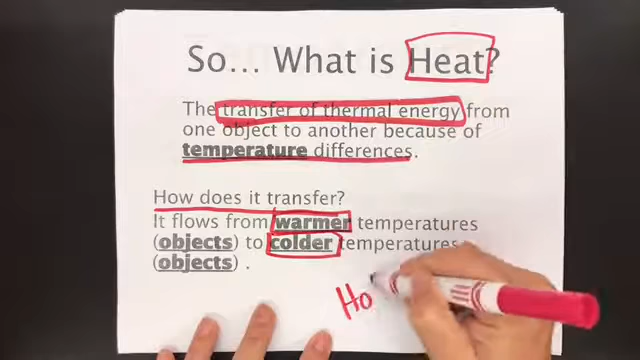 So... What is Heat?
The transfer of thermal energy from
one object to another because of
temperature differences.
How does it transfer?
It flows from warmer temperatures
(objects) to colder temperatures
(objects) .
Ho